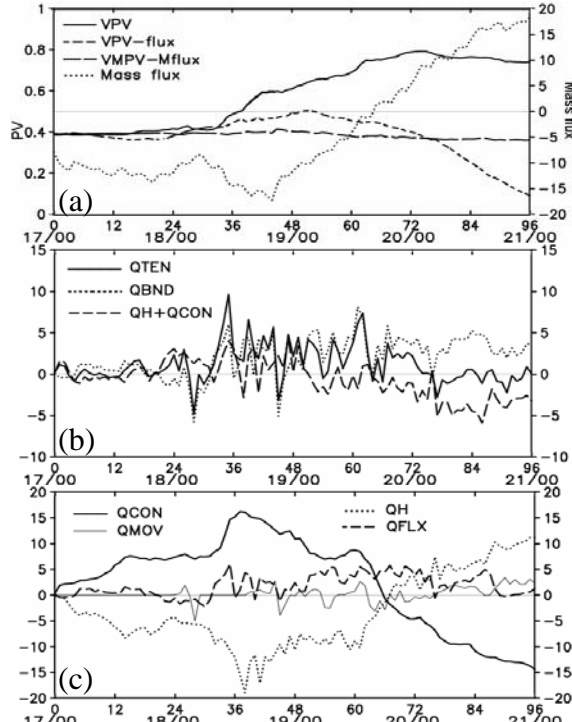 1
20
VPV
VPV-flux
VMPV-Mflux
Mass flux
0.8
0.6
0.4
0.2
0
15
10
5
0
-5
-10
-15
-20
PV
Mass flux
(a)
0 12 24 36 48 60 72 84 96
17/00 18/00 19/00 20/00 21/00
15
10
5
0
-5
-10
15
10
5
0
-5
-10
QTEN
QBND
QH+QCON
(b)
0 12 24 36 48 60 72 84 96
17/00 18/00 19/00 20/00 21/00
20
15
10
5
0
-5
-10
-15
-20
20
15
10
5
0
-5
-10
-15
-20
QCON
QMOV
QH
QFLX
(c)
0 12 24 36 48 60 72 84 96
17/00 18/00 19/00 20/00 21/00